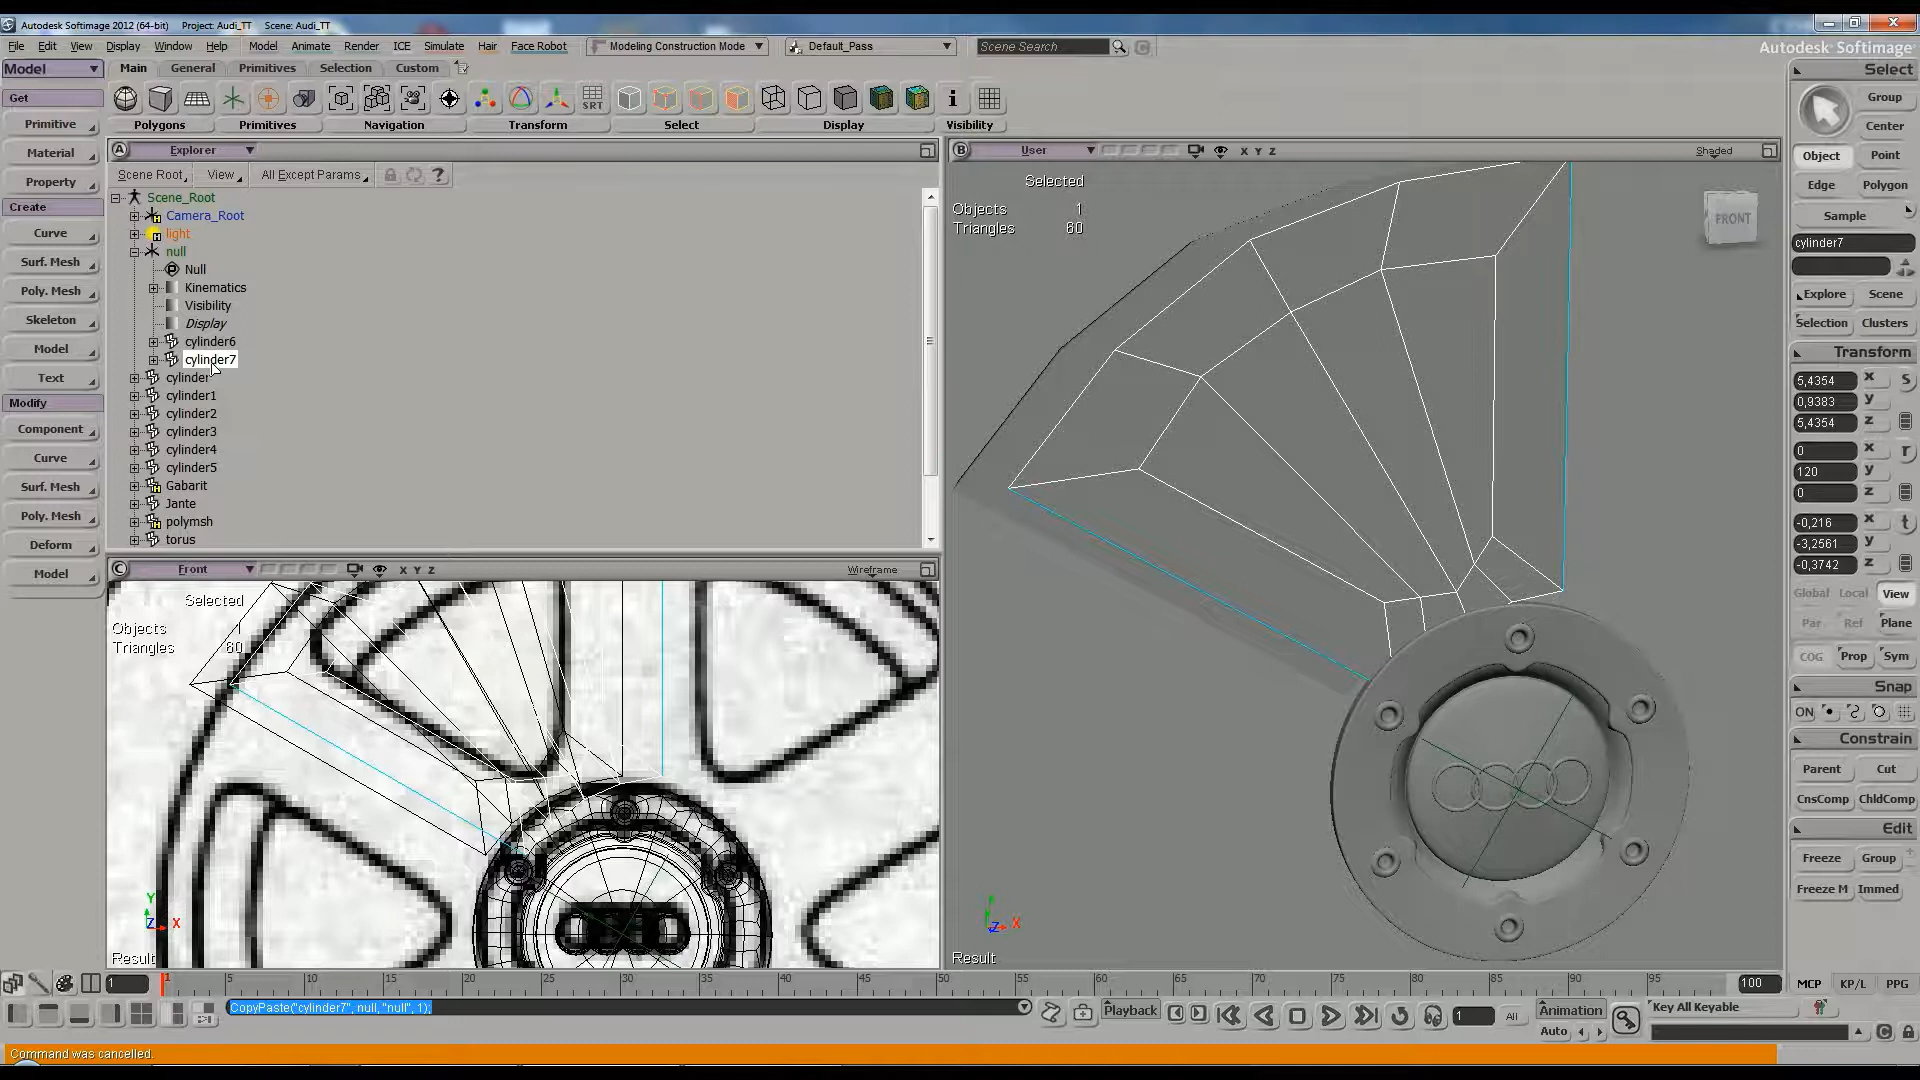 Autodesk Softimage 2012 (64-bit) Project: Audi_TT Scene: Audi_TT
File Edit View Display Window Help Model Animate Render ICE Simulate Hair Face Robot Modeling Construction Mode Default_Pass Scene Search
Autodesk Softimage
Model Main General Primitives Selection Custom
Select
Get
Group
SRT
Primitive
Polygons Primitives Navigation Transform Select Display Visibility
Center
Material
A Explorer
B User X Y Z Shaded
Object Point
Property
Scene Root View All Except Params ?
Selected
Edge Polygon
Create
Scene_Root
Objects 1
Sample
Camera_Root
FRONT
Curve
light
Triangles 60
cylinder7
null
Surf. Mesh
Null
Poly. Mesh
Kinematics
Explore Scene
Visibility
Skeleton
Display
Selection Clusters
Model
cylinder6
Transform
cylinder7
Text
cylinder
5,4354 x s
Modify
cylinder1
0,9383 y
cylinder2
5,4354 z
Component
cylinder3
0 x r
Curve
cylinder4
120 y
cylinder5
Surf. Mesh
Gabarit
0 z
Poly. Mesh
Jante
-0,216 x t
polymsh
-3,2561 y
Deform
torus
-0,3742 z
Model
C Front X Y Z Wireframe
Global Local View
Selected
Par Ref Plane
Objects 1
Triangles 60
COG Prop Sym
Snap
ON
Constrain
Parent Cut
CnsComp ChldComp
Edit
Freeze Group
Freeze M Immed
Y
Z X
Z X
Result
Result
1 1 5 10 15 20 25 30 35 40 45 50 55 60 65 70 75 80 85 90 95 100 MCP KP/L PPG
CopyPaste("cylinder7", null, "null", 1);
Playback 1 All Animation Key All Keyable
Auto
Command was cancelled.